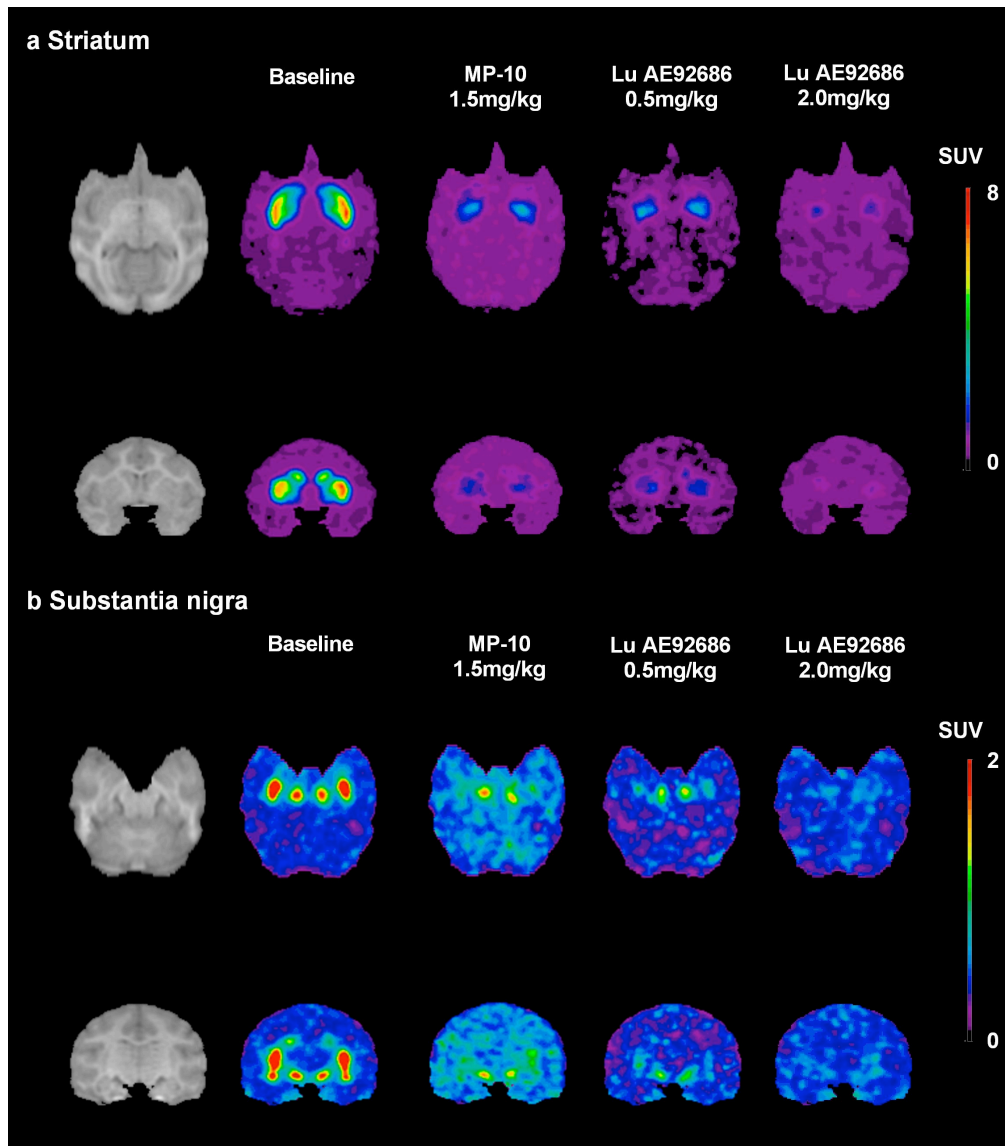 a Striatum
Baseline
MP-10
1.5mg/kg
Lu AE92686
0.5mg/kg
Lu AE92686
2.0mg/kg
SUV
8
0
b Substantia nigra
Baseline
MP-10
1.5mg/kg
Lu AE92686
0.5mg/kg
Lu AE92686
2.0mg/kg
SUV
2
0